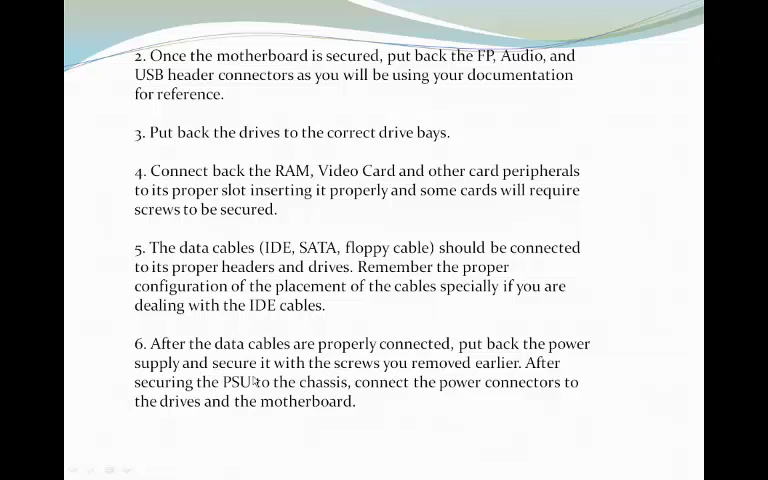 2. Once the motherboard is secured, put back the FP, Audio, and
USB header connectors as you will be using your documentation
for reference.
3. Put back the drives to the correct drive bays.
4. Connect back the RAM, Video Card and other card peripherals
to its proper slot inserting it properly and some cards will require
screws to be secured.
5. The data cables (IDE, SATA, floppy cable) should be connected
to its proper headers and drives. Remember the proper
configuration of the placement of the cables specially if you are
dealing with the IDE cables.
6. After the data cables are properly connected, put back the power
supply and secure it with the screws you removed earlier. After
securing the PSU to the chassis, connect the power connectors to
the drives and the motherboard.